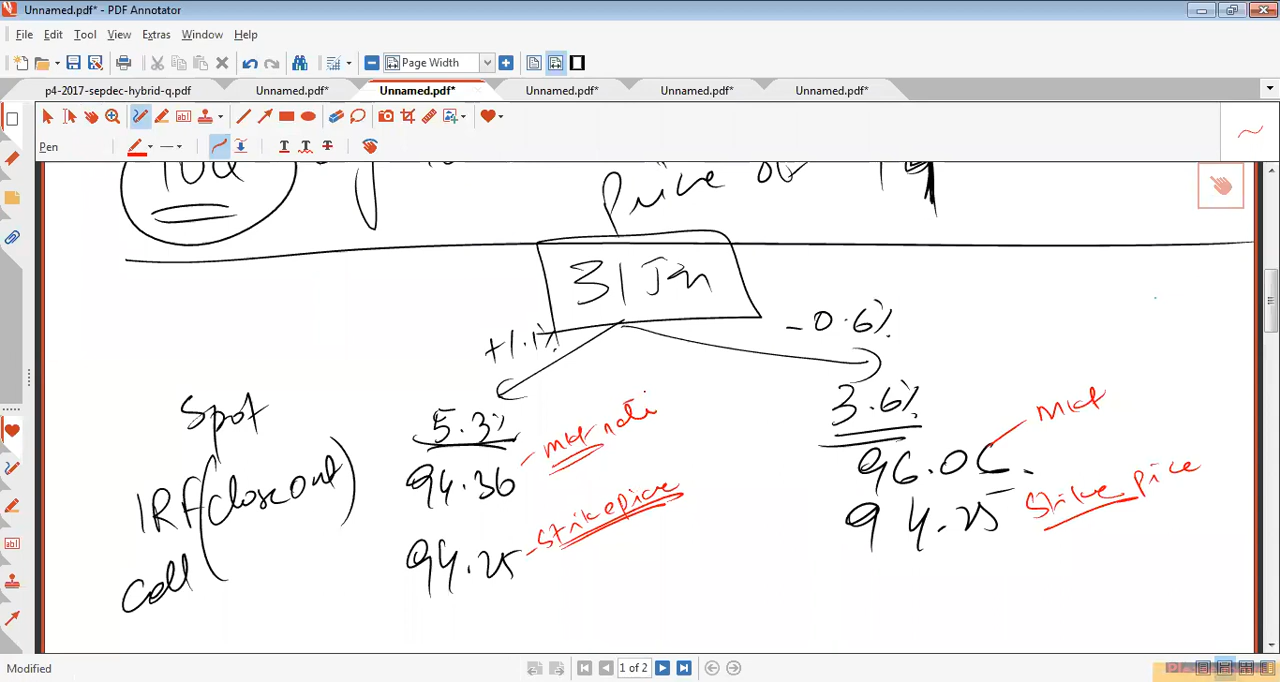 Unnamed.pdf* - PDF Annotator
File Edit Tool View Extras Window Help
Page Width
p4-2017-sepdec-hybrid-q.pdf Unnamed.pdf* Unnamed.pdf* Unnamed.pdf* Unnamed.pdf* Unnamed.pdf*
Pen
Price
31 Jan
+1.1%
-0.6%
Spot 5.3% 3.6%
mkt rate
Mkt
IRF (close out) 94.36 96.06
strike price
94.25 Strike price
Call 94.25
Modified
1 of 2